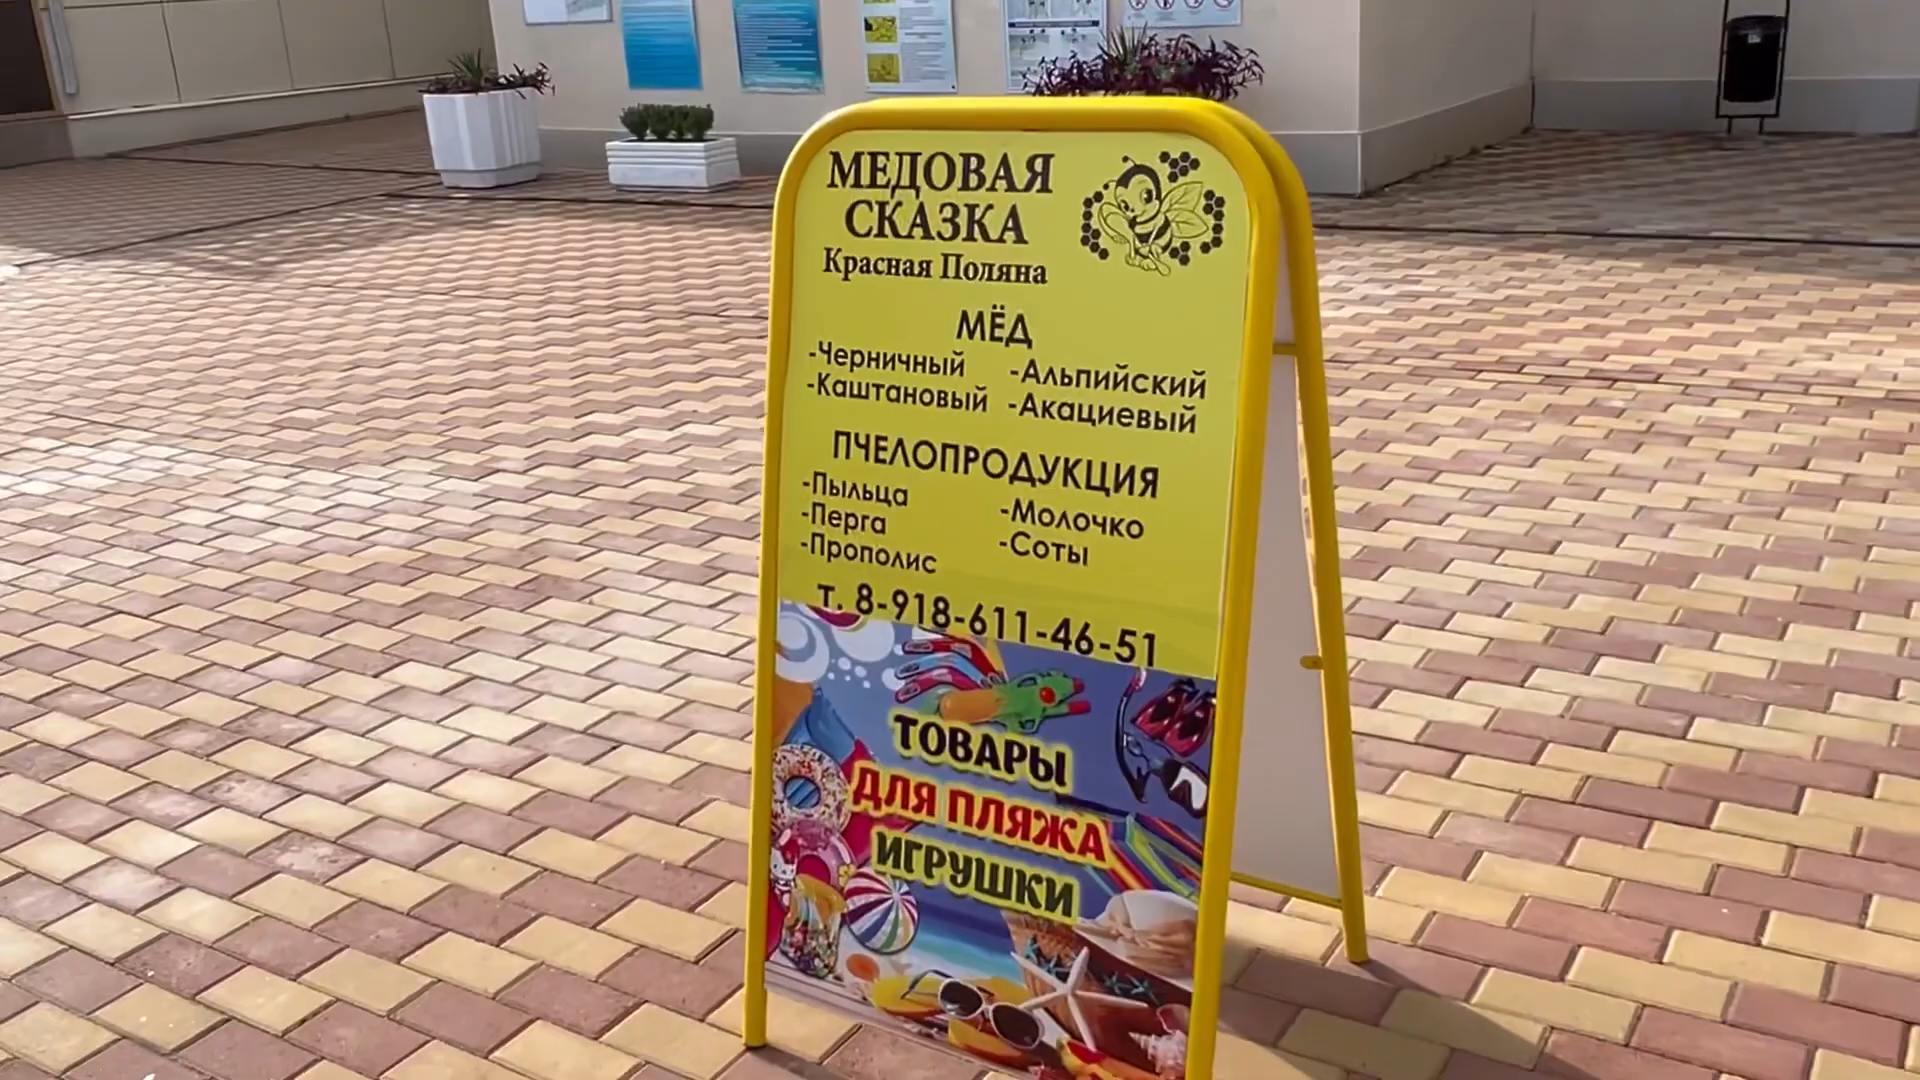 МЕДОВАЯ
СКАЗКА
Красная Поляна
МЁД
-Черничный -Альпийский
-Каштановый -Акациевый
ПЧЕЛОПРОДУКЦИЯ
-Пыльца -Молочко
-Перга -Соты
-Прополис
т. 8-918-611-46-51
ТОВАРЫ
ДЛЯ ПЛЯЖА
ИГРУШКИ